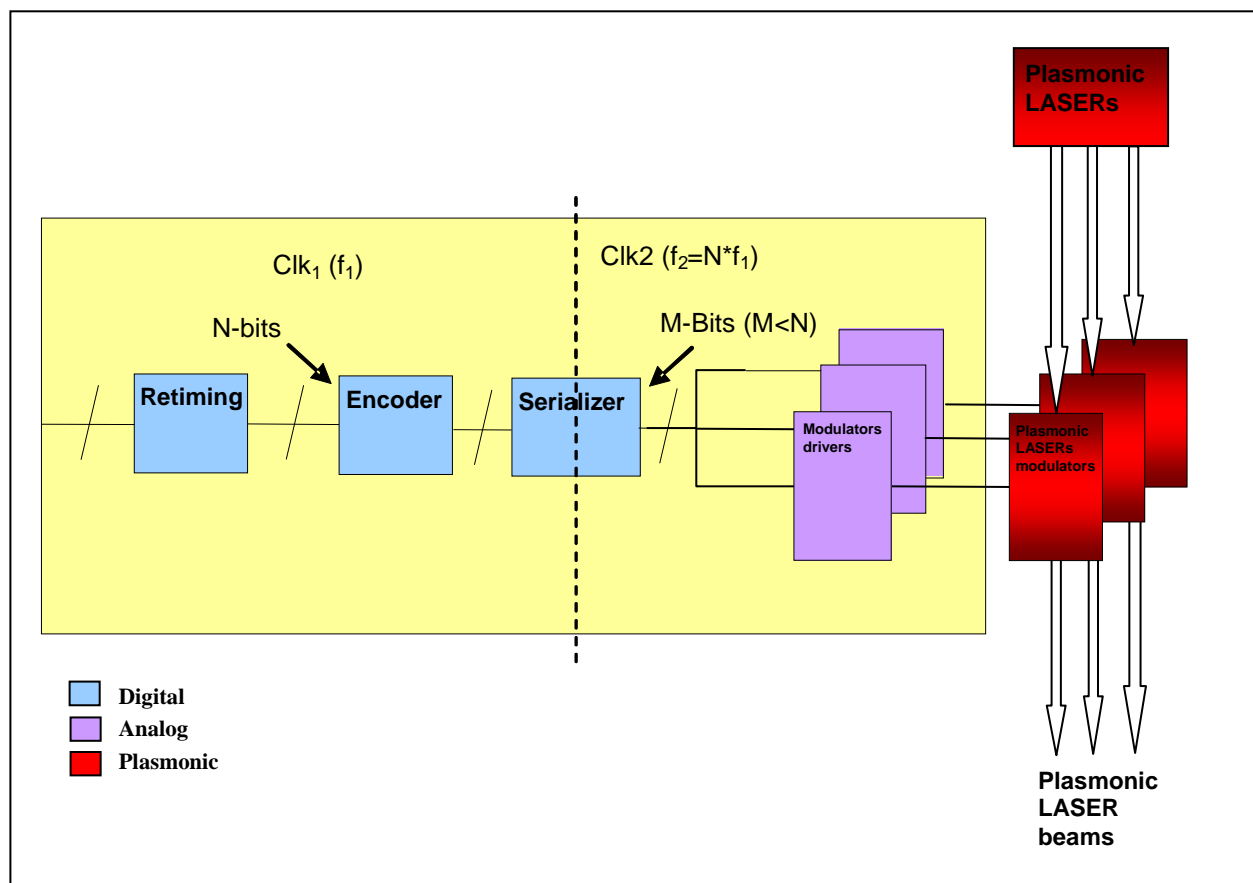 Plasmonic
LASERs
Clk₁ (f₁)
Clk2 (f₂=N*f₁)
N-bits
M-Bits (M<N)
Retiming
Encoder
Serializer
Modulators
drivers
Plasmonic
LASERs
modulators
Digital
Analog
Plasmonic
Plasmonic
LASER
beams